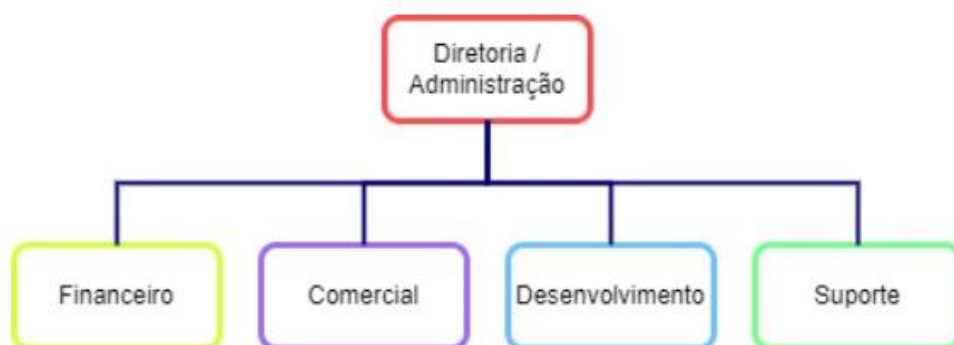 Diretoria /
Administração
Financeiro
Comercial
Desenvolvimento
Suporte